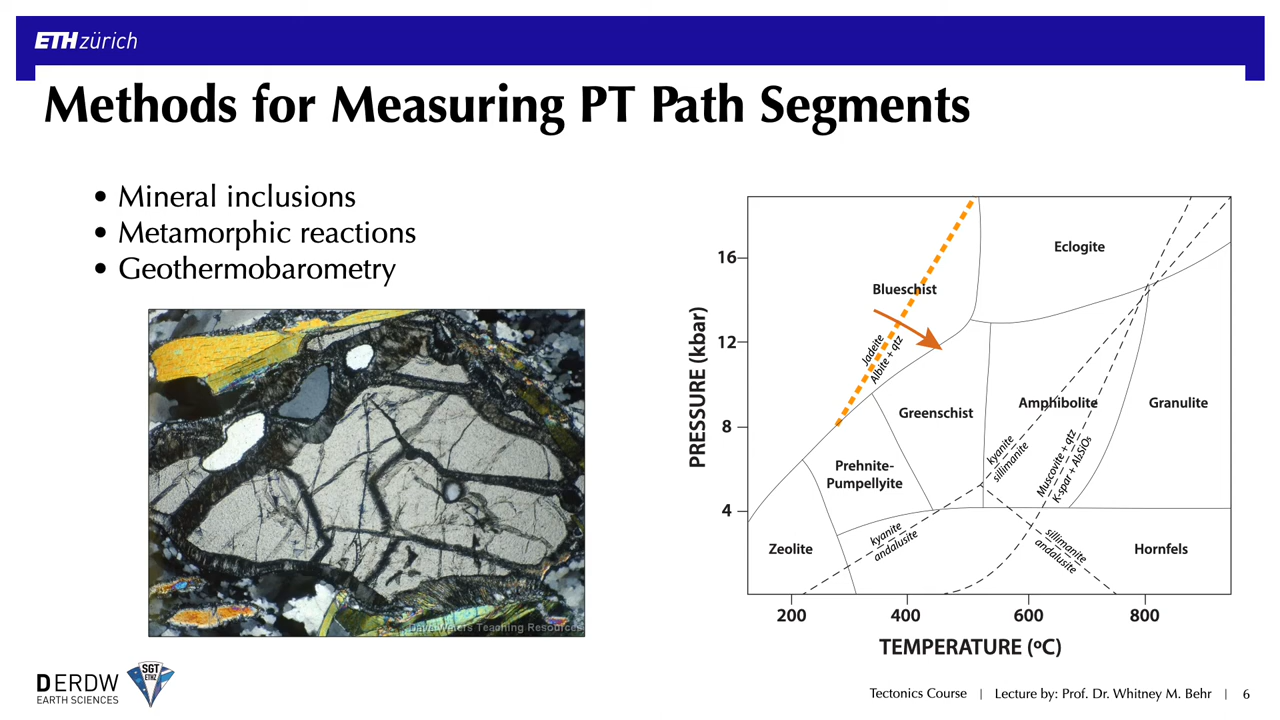 ETH zürich
Methods for Measuring PT Path Segments
• Mineral inclusions
• Metamorphic reactions
• Geothermobarometry
Dave Waters Teaching Resources
PRESSURE (kbar)
16
12
8
4
Eclogite
Blueschist
Jadeite
Albite + qtz
Greenschist
Amphibolite
Granulite
kyanite
sillimanite
Muscovite + qtz
K-spar + Al₂SiO₅
Prehnite-
Pumpellyite
Zeolite
kyanite
andalusite
sillimanite
andalusite
Hornfels
200 400 600 800
TEMPERATURE (ºC)
DERDW
EARTH SCIENCES
SGT
ETHZ
Tectonics Course | Lecture by: Prof. Dr. Whitney M. Behr | 6